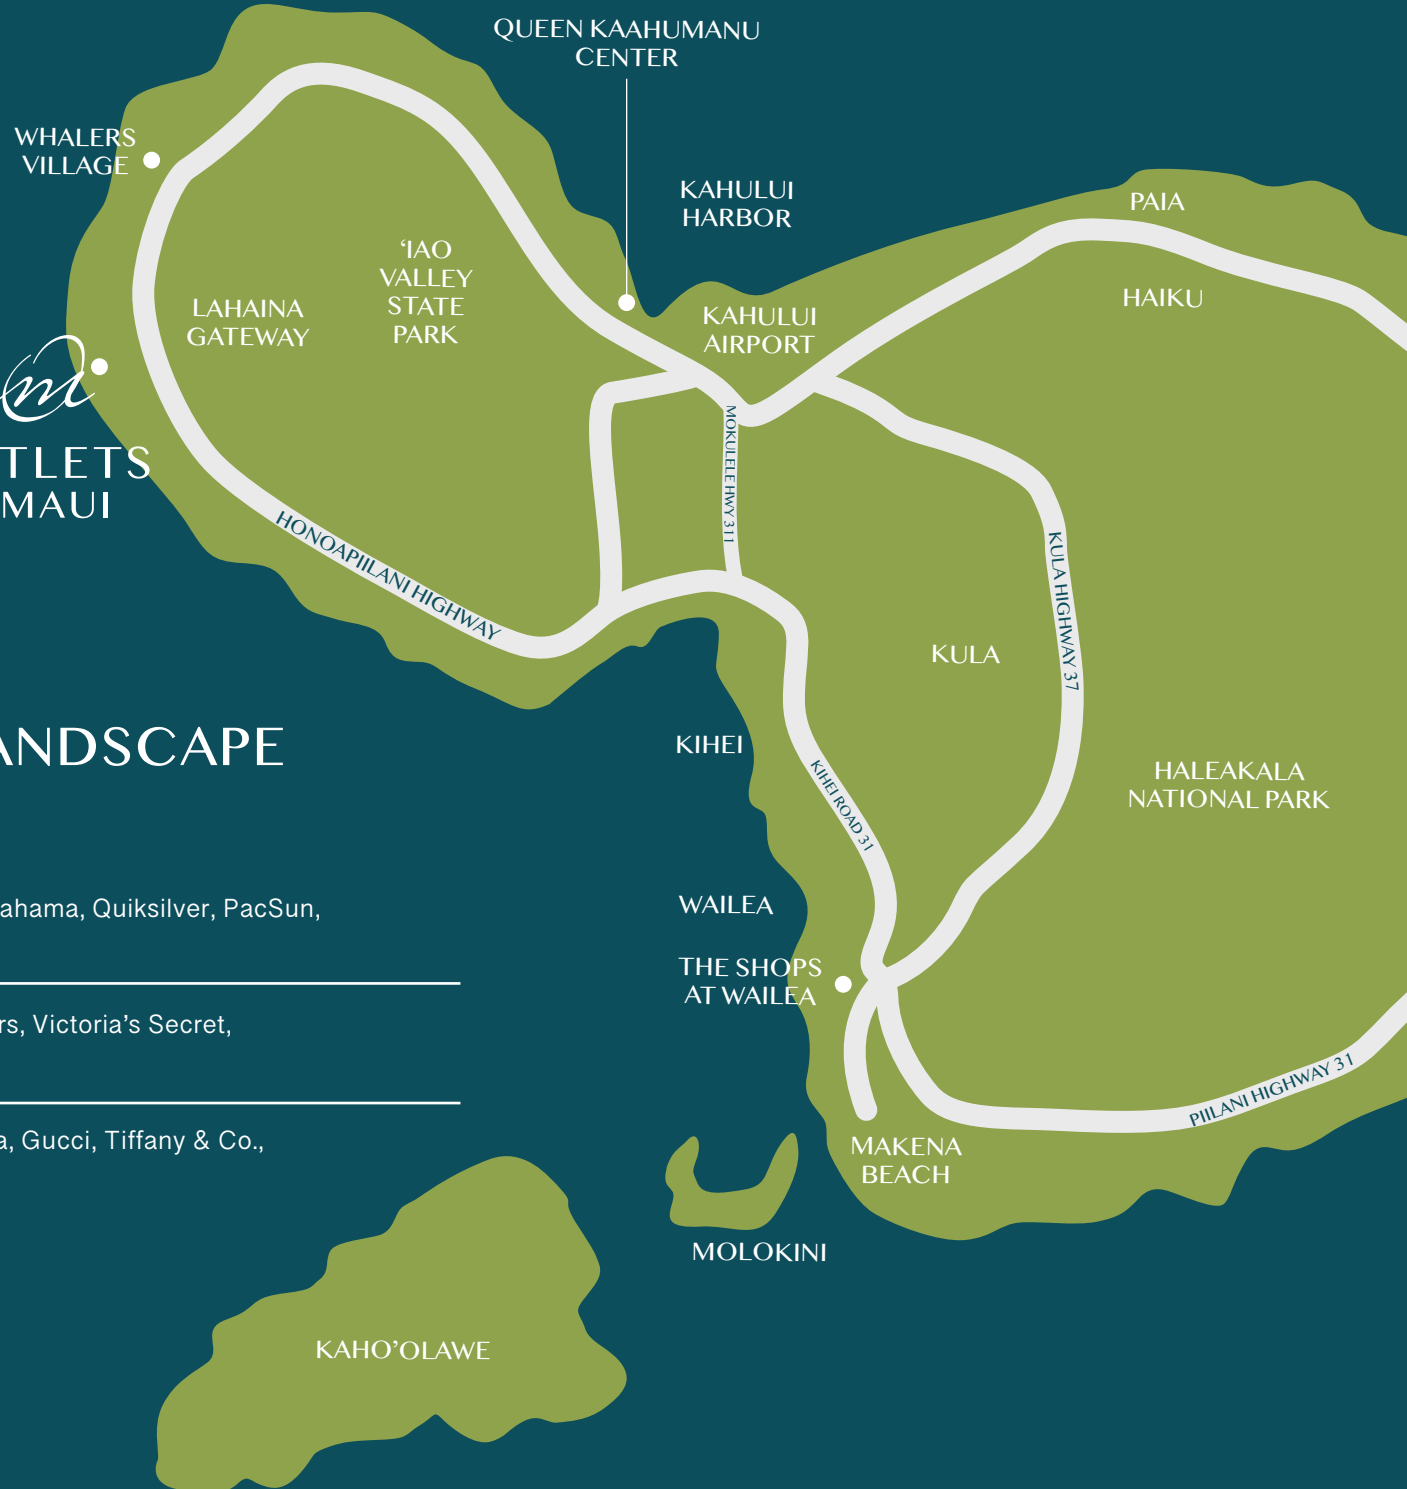 QUEEN KAAHUMANU
CENTER
WHALERS
VILLAGE
KAHULUI
HARBOR
PAIA
‘IAO
VALLEY
STATE
PARK
LAHAINA
GATEWAY
HAIKU
KAHULUI
AIRPORT
m
TLETS
MAUI
MOKULELE HWY 311
HONOAPIILANI HIGHWAY
KULA HIGHWAY 37
KULA
ANDSCAPE
KIHEI
KIHEI ROAD 31
HALEAKALA
NATIONAL PARK
ahama, Quiksilver, PacSun,
WAILEA
THE SHOPS
AT WAILEA
rs, Victoria’s Secret,
PIILANI HIGHWAY 31
a, Gucci, Tiffany & Co.,
MAKENA
BEACH
MOLOKINI
KAHO’OLAWE